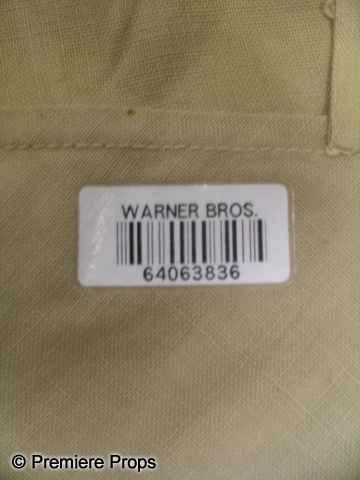 WARNER BROS.
64063836
© Premiere Props